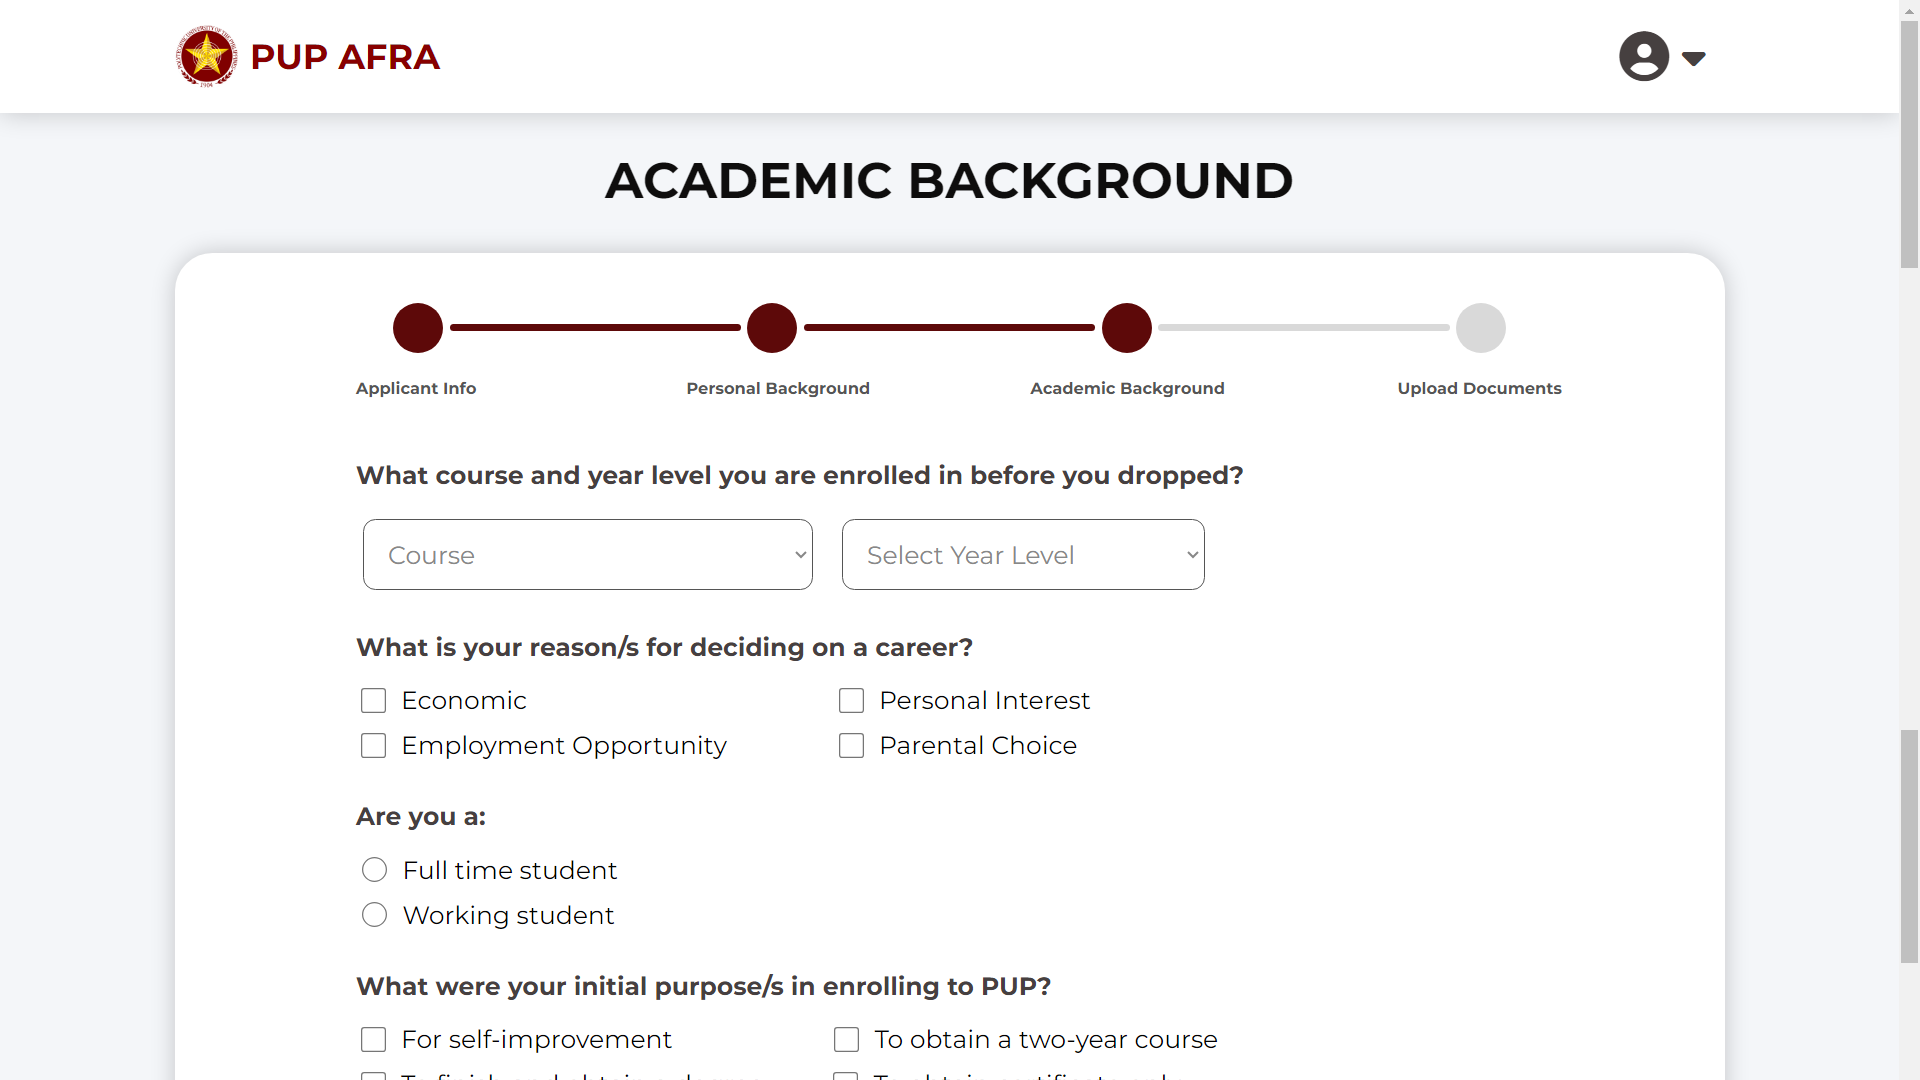 PUP AFRA
ACADEMIC BACKGROUND
Applicant Info
Personal Background
Academic Background
Upload Documents
What course and year level you are enrolled in before you dropped?
Course
Select Year Level
What is your reason/s for deciding on a career?
Economic
Personal Interest
Employment Opportunity
Parental Choice
Are you a:
Full time student
Working student
What were your initial purpose/s in enrolling to PUP?
For self-improvement
To obtain a two-year course